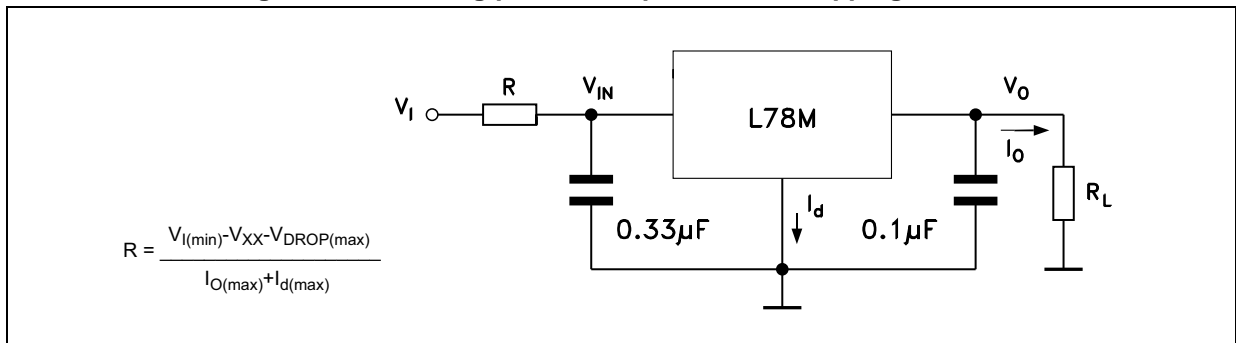 R
V_IN
V_I
L78M
V_O
I_O
R_L
I_d
0.33µF
0.1µF
R = V_I(min)-V_XX-V_DROP(max)
I_O(max)+I_d(max)